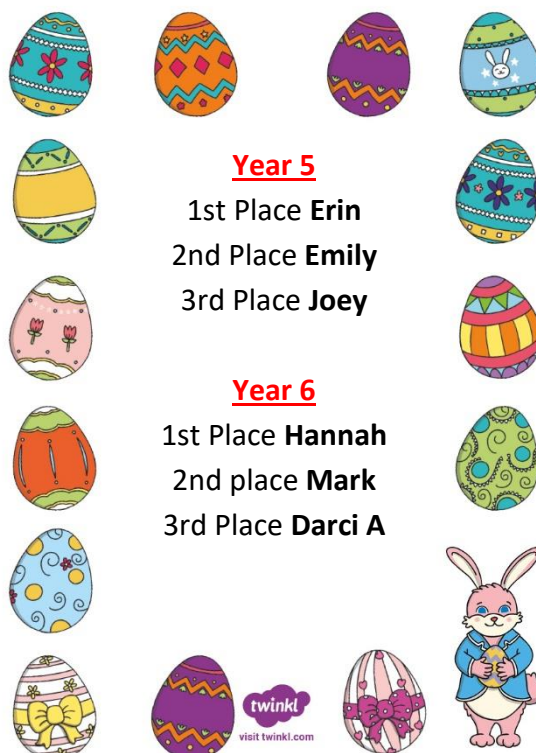 Year 5
1st Place Erin
2nd Place Emily
3rd Place Joey
Year 6
1st Place Hannah
2nd place Mark
3rd Place Darci A
twinkl
visit twinkl.com